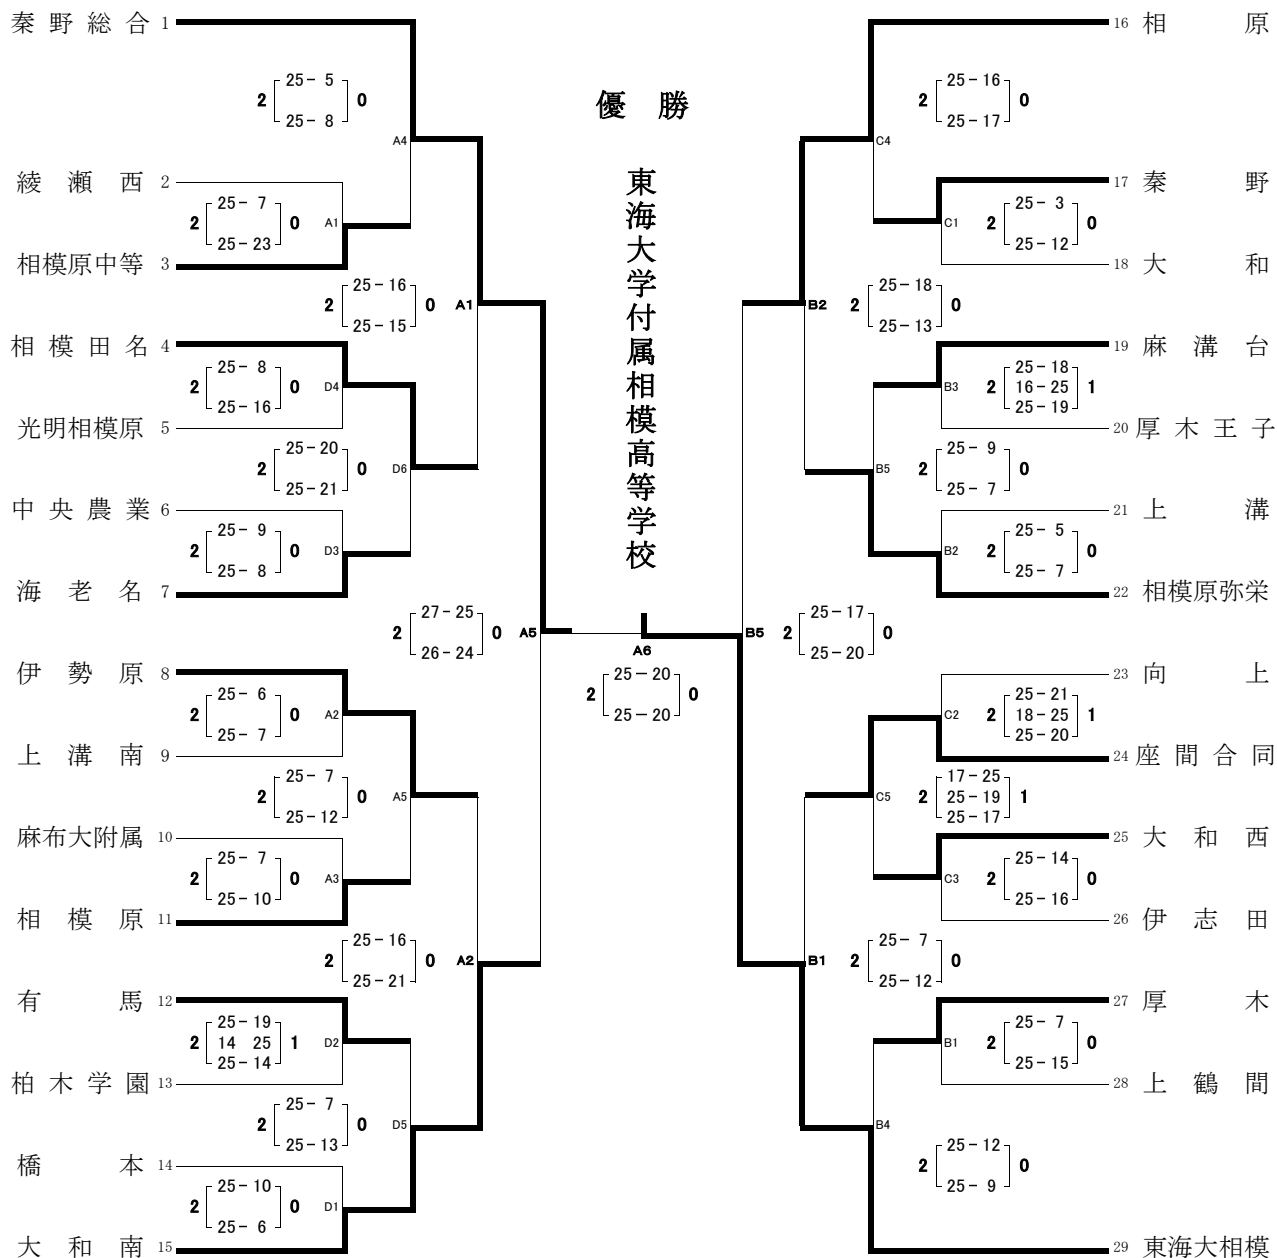 優勝
東海大学付属相模高等学校
秦野総合 1
25- 5
2 0
25- 8
A4
綾瀬西 2
25- 7
2 0 A1
25-23
相模原中等 3
25-16
2 0 A1
25-15
相模田名 4
25- 8
2 0 D4
25-16
光明相模原 5
25-20
2 0 D6
25-21
中央農業 6
25- 9
2 0 D3
25- 8
海老名 7
27-25
2 0 A5
26-24
伊勢原 8
25- 6
2 0 A2
25- 7
上溝南 9
25- 7
2 0 A5
25-12
麻布大附属 10
25- 7
2 0 A3
25-10
相模原 11
25-16
2 0 A2
25-21
有馬 12
25-19
2 14 25 1 D2
25-14
柏木学園 13
25- 7
2 0 D5
25-13
橋本 14
25-10
2 0 D1
25- 6
大和南 15
A6
25-20
2 0
25-20
16 相原
25-16
2 0
25-17
C4
17 秦野
25- 3
C1 2 0
25-12
18 大和
25-18
B2 2 0
25-13
19 麻溝台
25-18
B3 2 16-25 1
25-19
20 厚木王子
25- 9
B5 2 0
25- 7
21 上溝
25- 5
B2 2 0
25- 7
22 相模原弥栄
25-17
B5 2 0
25-20
23 向上
25-21
C2 2 18-25 1
25-20
24 座間合同
17-25
C5 2 25-19 1
25-17
25 大和西
25-14
C3 2 0
25-16
26 伊志田
25- 7
B1 2 0
25-12
27 厚木
25- 7
B1 2 0
25-15
28 上鶴間
B4
25-12
2 0
25- 9
29 東海大相模